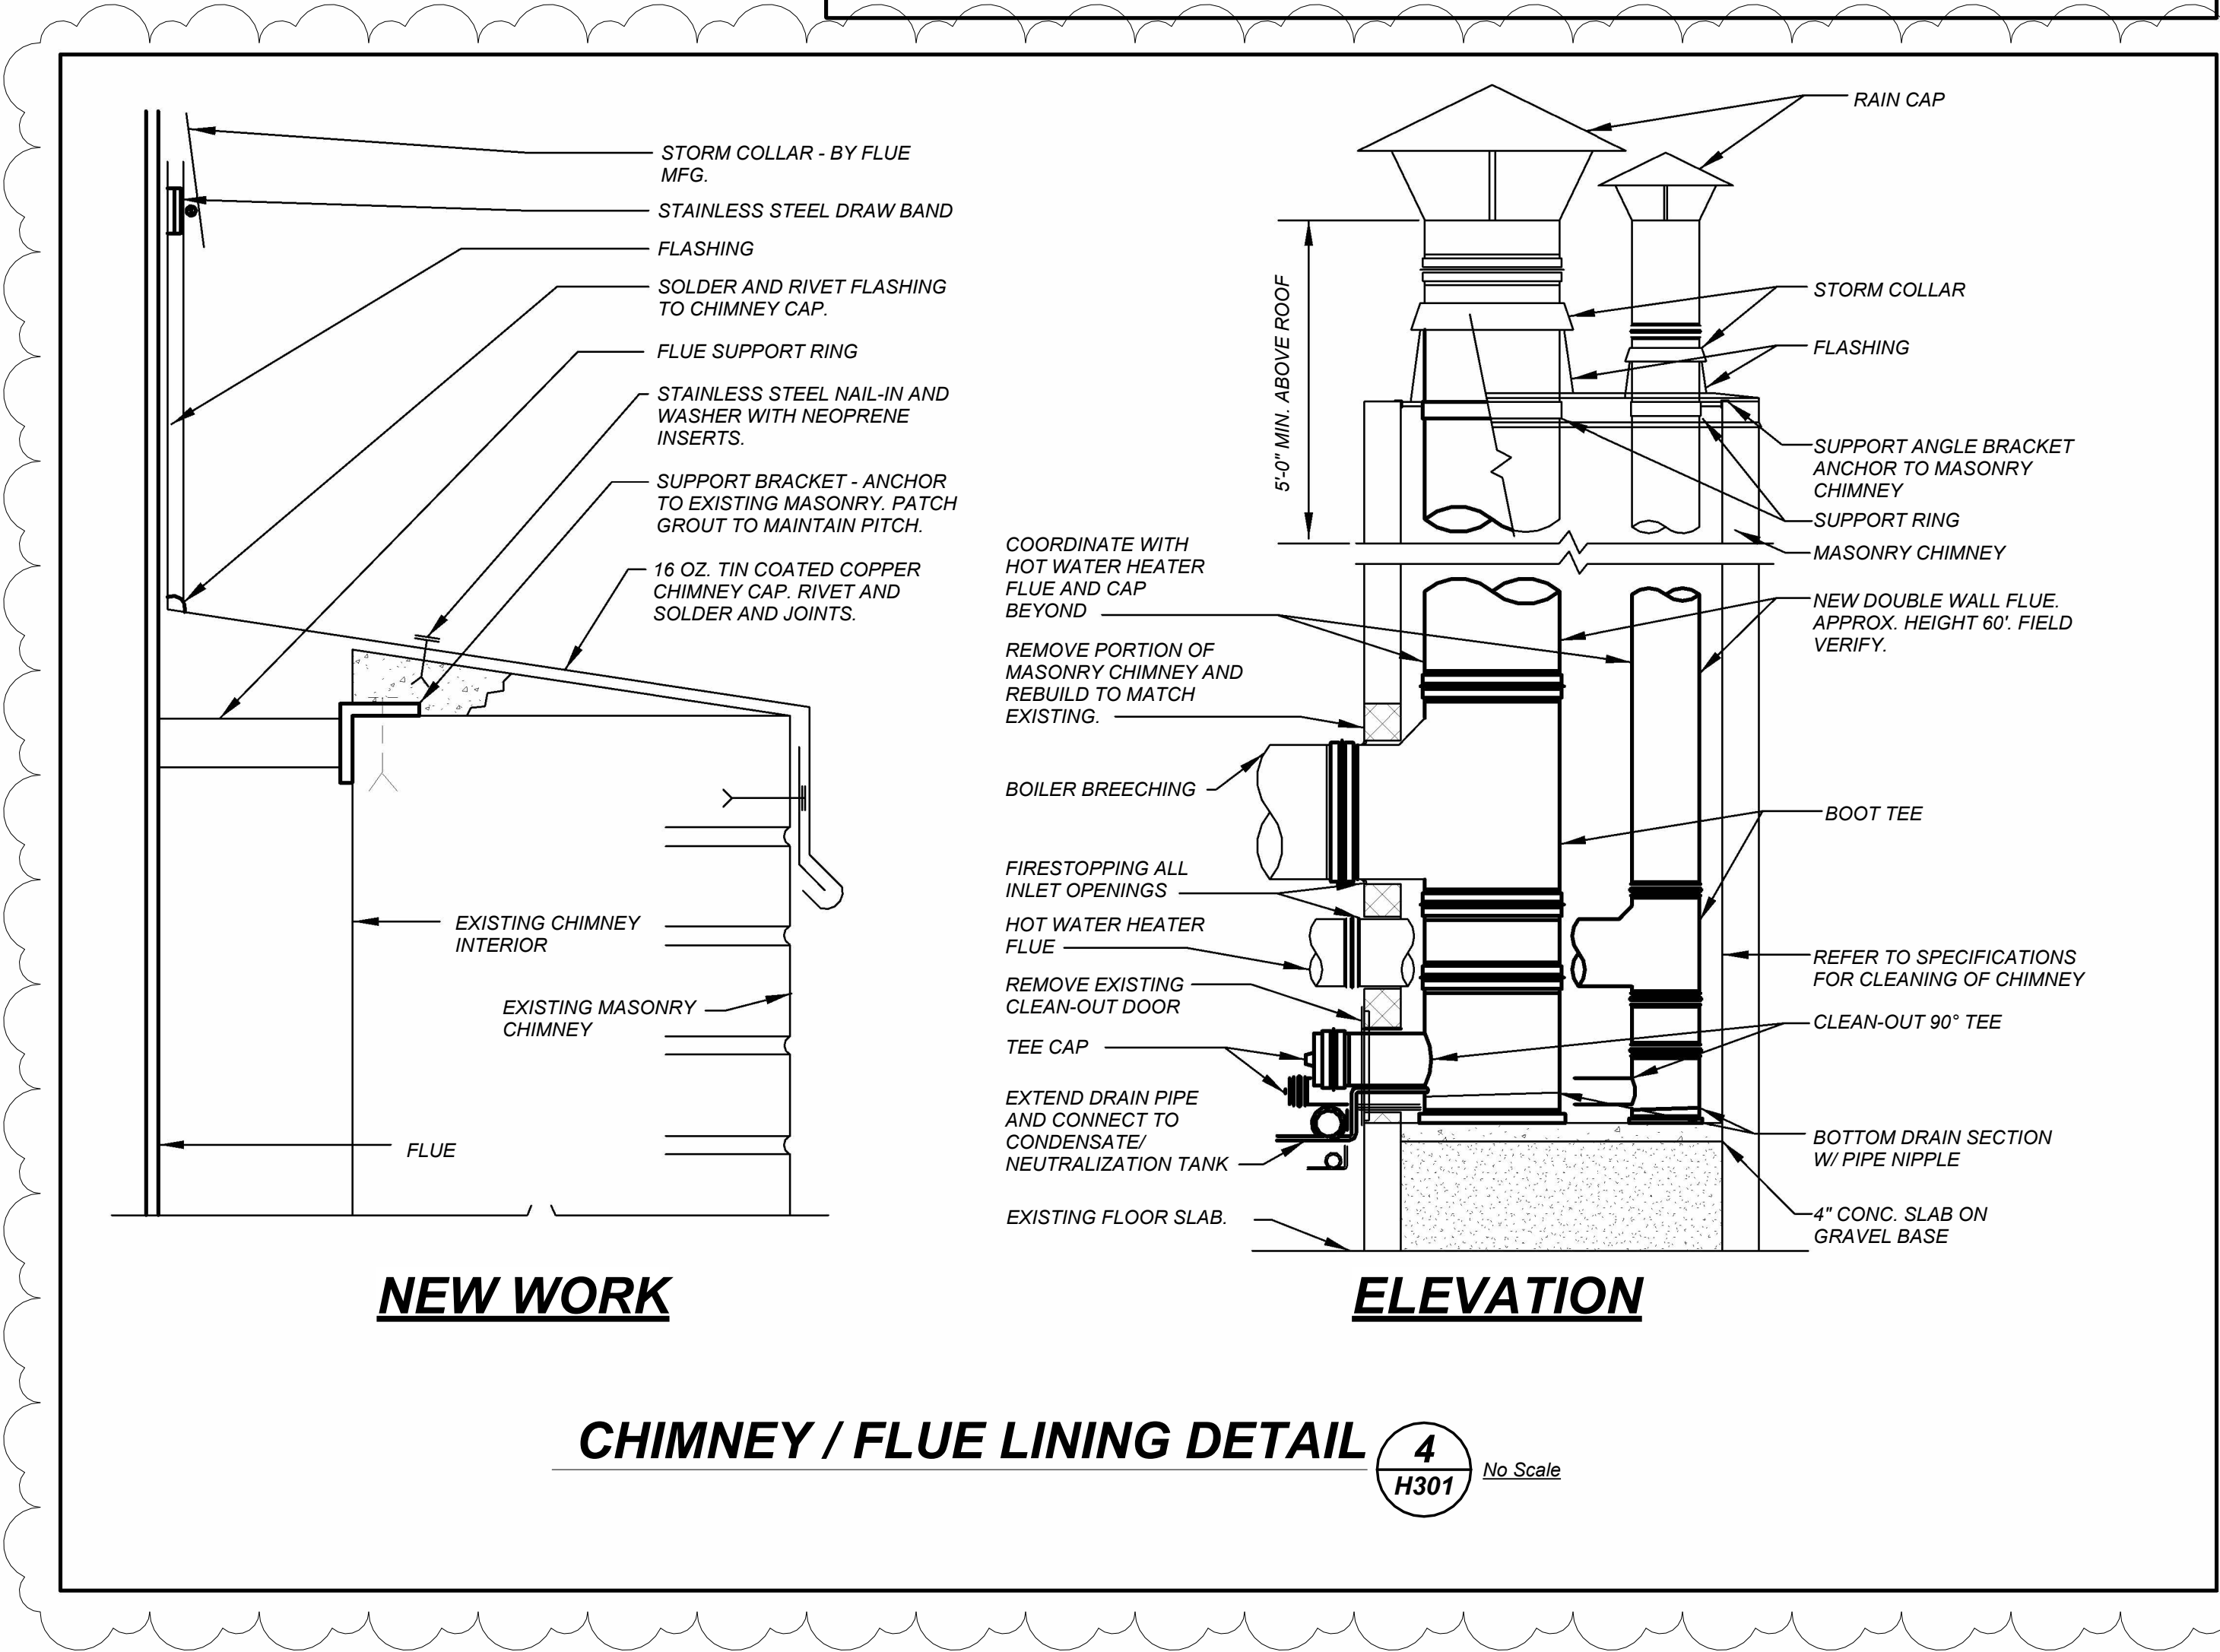 STORM COLLAR - BY FLUE
MFG.
STAINLESS STEEL DRAW BAND
FLASHING
SOLDER AND RIVET FLASHING
TO CHIMNEY CAP.
FLUE SUPPORT RING
STAINLESS STEEL NAIL-IN AND
WASHER WITH NEOPRENE
INSERTS.
SUPPORT BRACKET - ANCHOR
TO EXISTING MASONRY. PATCH
GROUT TO MAINTAIN PITCH.
16 OZ. TIN COATED COPPER
CHIMNEY CAP. RIVET AND
SOLDER AND JOINTS.
EXISTING CHIMNEY
INTERIOR
EXISTING MASONRY
CHIMNEY
FLUE
NEW WORK
5'-0" MIN. ABOVE ROOF
COORDINATE WITH
HOT WATER HEATER
FLUE AND CAP
BEYOND
REMOVE PORTION OF
MASONRY CHIMNEY AND
REBUILD TO MATCH
EXISTING.
BOILER BREECHING
FIRESTOPPING ALL
INLET OPENINGS
HOT WATER HEATER
FLUE
REMOVE EXISTING
CLEAN-OUT DOOR
TEE CAP
EXTEND DRAIN PIPE
AND CONNECT TO
CONDENSATE/
NEUTRALIZATION TANK
EXISTING FLOOR SLAB.
RAIN CAP
STORM COLLAR
FLASHING
SUPPORT ANGLE BRACKET
ANCHOR TO MASONRY
CHIMNEY
SUPPORT RING
MASONRY CHIMNEY
NEW DOUBLE WALL FLUE.
APPROX. HEIGHT 60'. FIELD
VERIFY.
BOOT TEE
REFER TO SPECIFICATIONS
FOR CLEANING OF CHIMNEY
CLEAN-OUT 90° TEE
BOTTOM DRAIN SECTION
W/ PIPE NIPPLE
4" CONC. SLAB ON
GRAVEL BASE
ELEVATION
CHIMNEY / FLUE LINING DETAIL
4
H301
No Scale